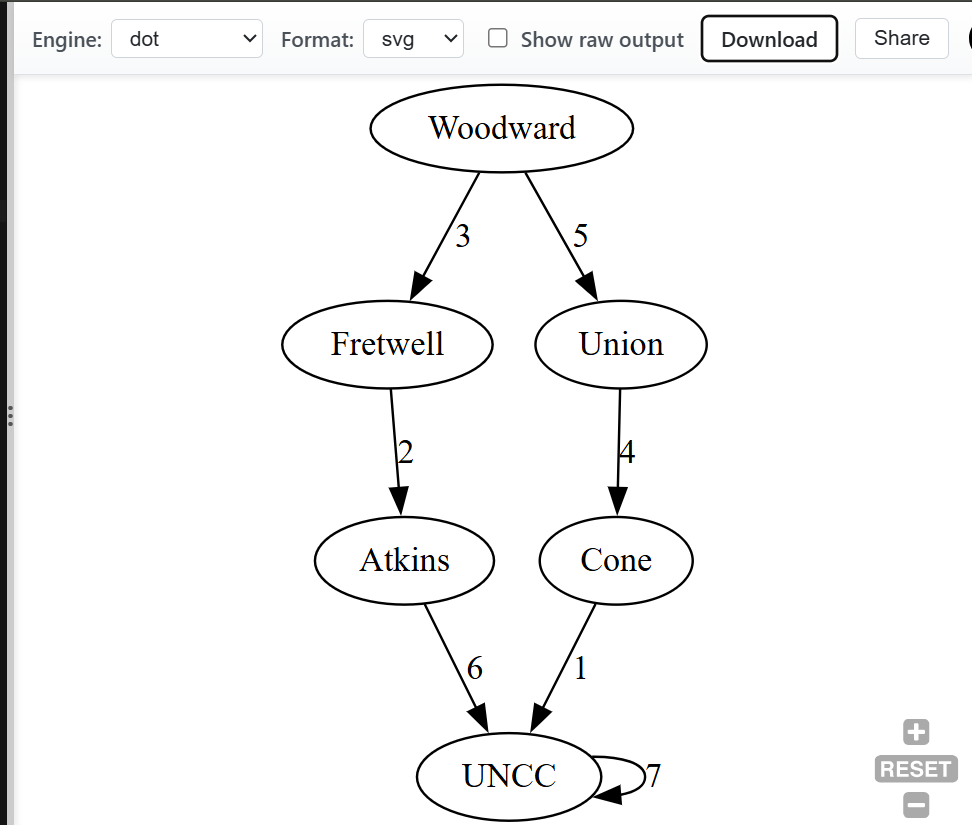 Engine: dot Format: svg Show raw output Download Share
Woodward
3 5
Fretwell Union
2 4
Atkins Cone
6 1
UNCC 7
RESET